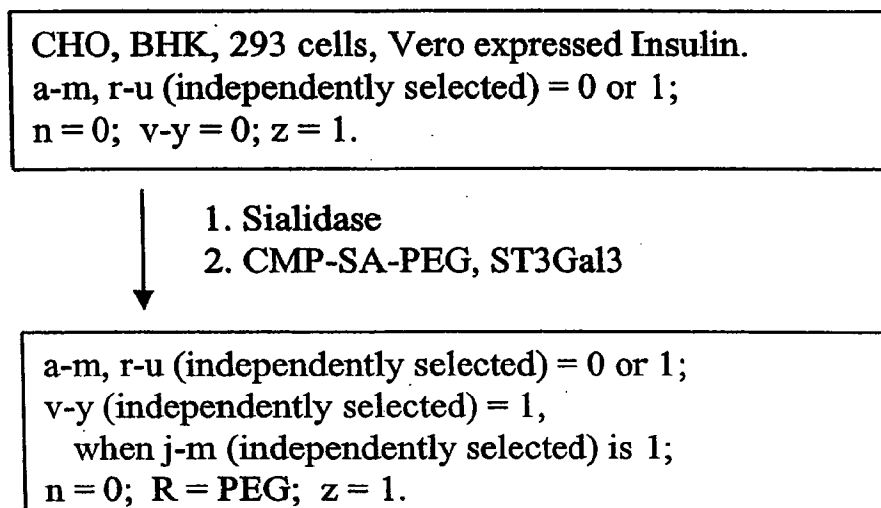 CHO, BHK, 293 cells, Vero expressed Insulin.
a-m, r-u (independently selected) = 0 or 1;
n = 0; v-y = 0; z = 1.
1. Sialidase
2. CMP-SA-PEG, ST3Gal3
a-m, r-u (independently selected) = 0 or 1;
v-y (independently selected) = 1,
when j-m (independently selected) is 1;
n = 0; R = PEG; z = 1.